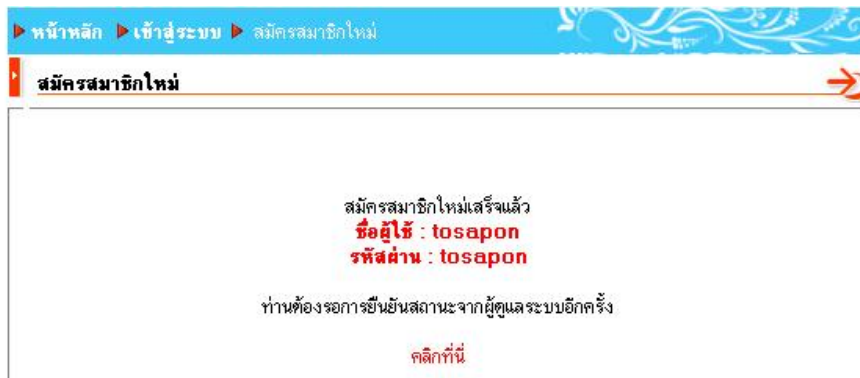 หน้าหลัก เข้าสู่ระบบ สมัครสมาชิกใหม่
สมัครสมาชิกใหม่
สมัครสมาชิกใหม่เสร็จแล้ว
ชื่อผู้ใช้ : tosapon
รหัสผ่าน : tosapon
ท่านต้องรอการยืนยันสถานะจากผู้ดูแลระบบอีกครั้ง
คลิกที่นี่